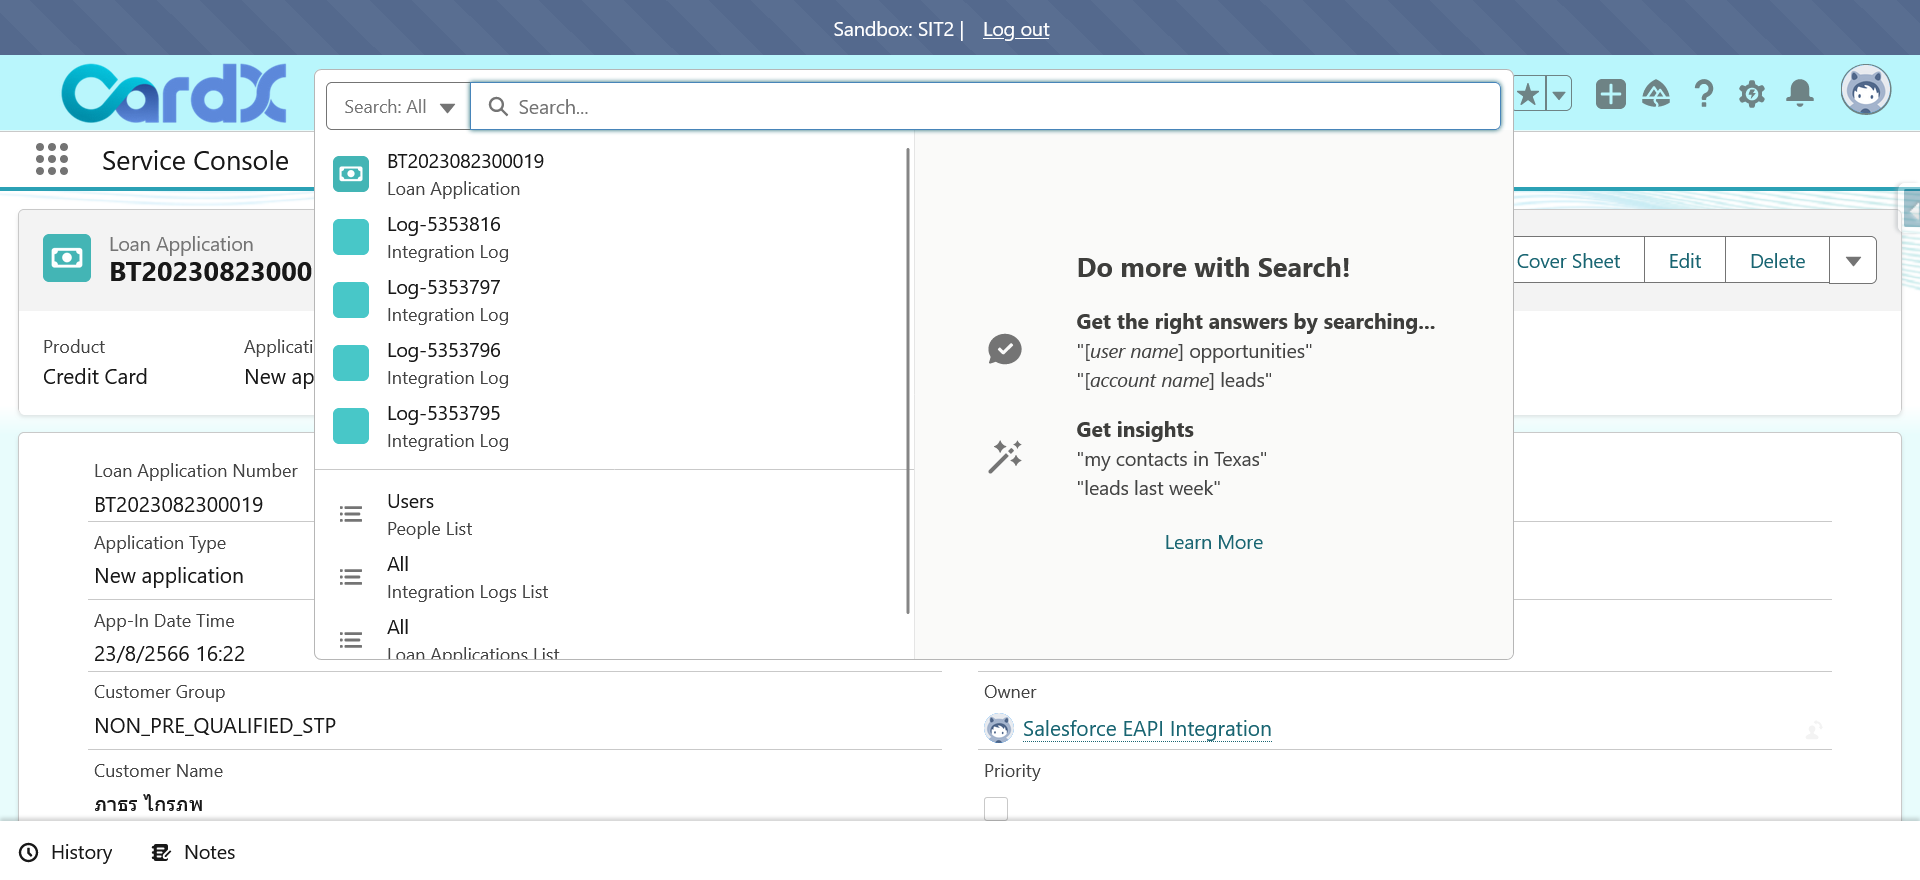 Sandbox: SIT2 | Log out
CardX
Search: All
Search...
Service Console
BT2023082300019
Loan Application
Log-5353816
Integration Log
Log-5353797
Integration Log
Log-5353796
Integration Log
Log-5353795
Integration Log
Users
People List
All
Integration Logs List
All
Loan Applications List
Do more with Search!
Get the right answers by searching...
"[user name] opportunities"
"[account name] leads"
Get insights
"my contacts in Texas"
"leads last week"
Learn More
Loan Application
BT20230823000
Cover Sheet
Edit
Delete
Product
Credit Card
Applicati
New ap
Loan Application Number
BT2023082300019
Application Type
New application
App-In Date Time
23/8/2566 16:22
Customer Group
NON_PRE_QUALIFIED_STP
Owner
Salesforce EAPI Integration
Customer Name
ภาธร ไกรภพ
Priority
History
Notes